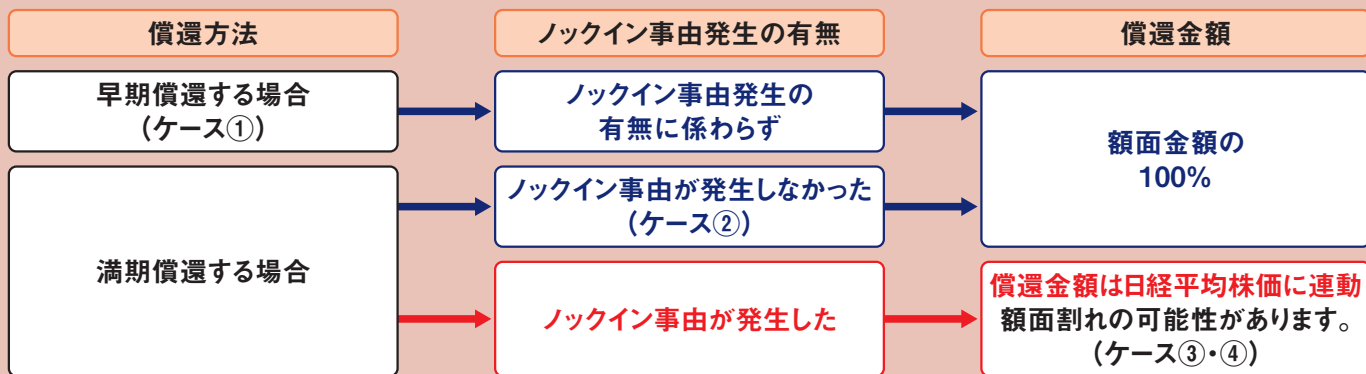 償還方法
ノックイン事由発生の有無
償還金額
早期償還する場合
(ケース①)
ノックイン事由発生の
有無に係わらず
額面金額の
100%
満期償還する場合
ノックイン事由が発生しなかった
(ケース②)
ノックイン事由が発生した
償還金額は日経平均株価に連動
額面割れの可能性があります。
(ケース③・④)